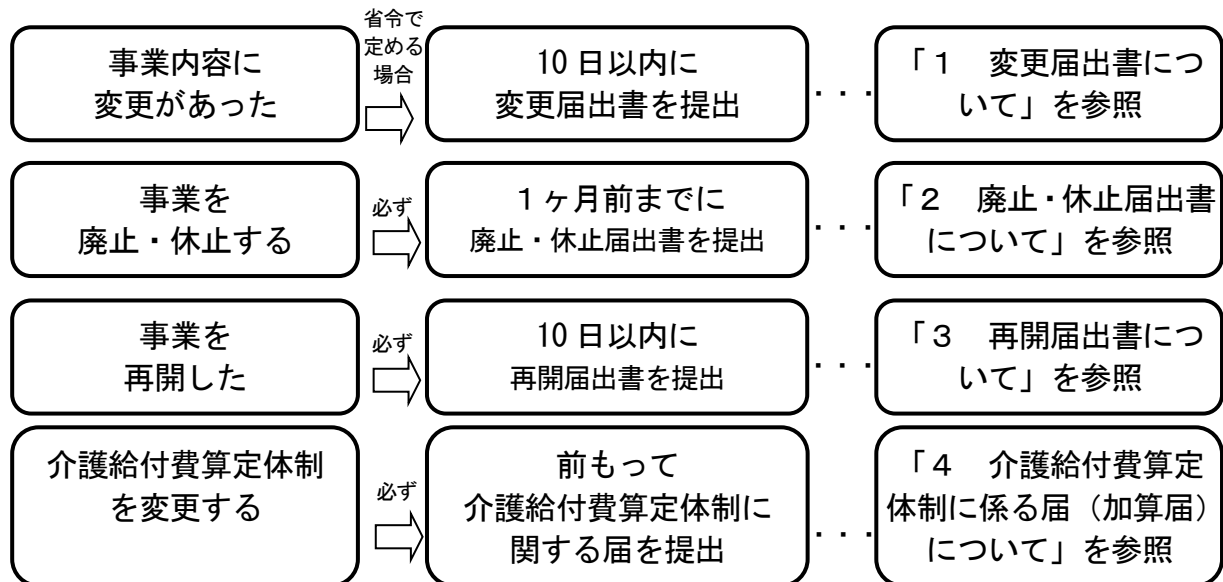 事業内容に
変更があった
省令で
定める
場合
10日以内に
変更届出書を提出
・・・
「1 変更届出書につ
いて」を参照
事業を
廃止・休止する
必ず
1ヶ月前までに
廃止・休止届出書を提出
・・・
「2 廃止・休止届出書
について」を参照
事業を
再開した
必ず
10日以内に
再開届出書を提出
・・・
「3 再開届出書につ
いて」を参照
介護給付費算定体制
を変更する
必ず
前もって
介護給付費算定体制に
関する届を提出
・・・
「4 介護給付費算定
体制に係る届(加算届)
について」を参照